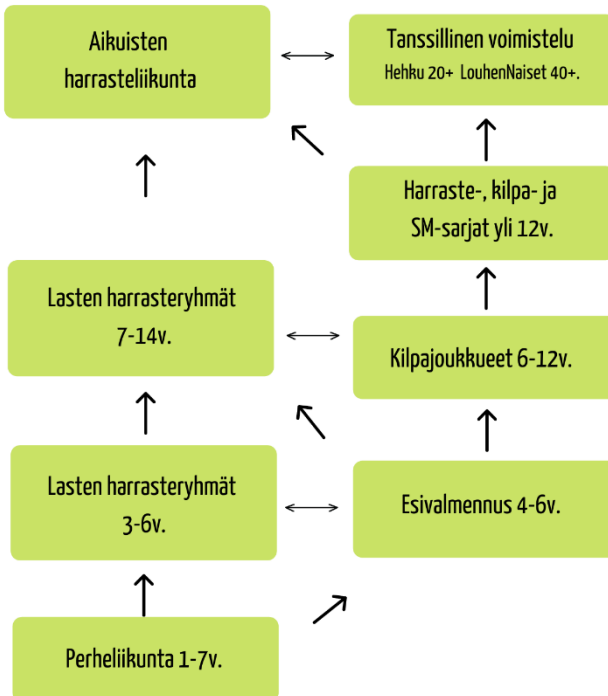 Aikuisten
harrasteliikunta
Tanssillinen voimistelu
Hehku 20+ LouhenNaiset 40+.
Harraste-, kilpa- ja
SM-sarjat yli 12v.
Lasten harrasteryhmät
7-14v.
Kilpajoukkueet 6-12v.
Lasten harrasteryhmät
3-6v.
Esivalmennus 4-6v.
Perheliikunta 1-7v.